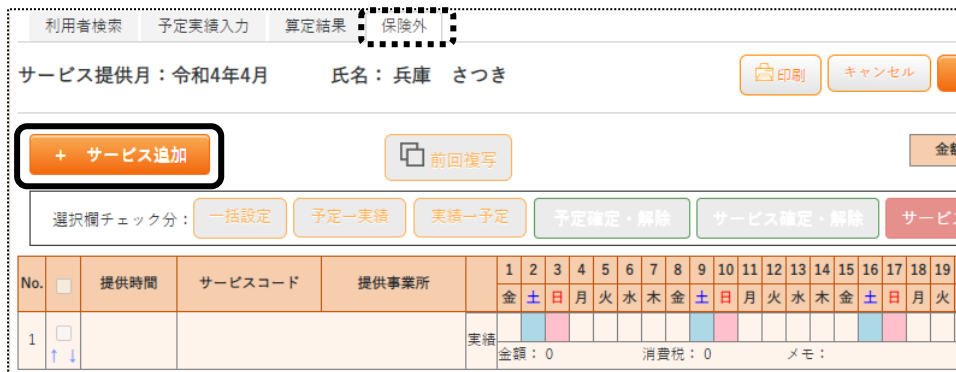 利用者検索 予定実績入力 算定結果 保険外
サービス提供月：令和4年4月 氏名：兵庫 さつき
印刷 キャンセル
+ サービス追加 前回複写 金額
選択欄チェック分： 一括設定 予定→実績 実績→予定 予定確定・解除 サービス確定・解除 サービス
No. 提供時間 サービスコード 提供事業所 1 2 3 4 5 6 7 8 9 10 11 12 13 14 15 16 17 18 19
金 土 日 月 火 水 木 金 土 日 月 火 水 木 金 土 日 月 火
1 実績
↑ ↓ 金額：0 消費税：0 メモ：